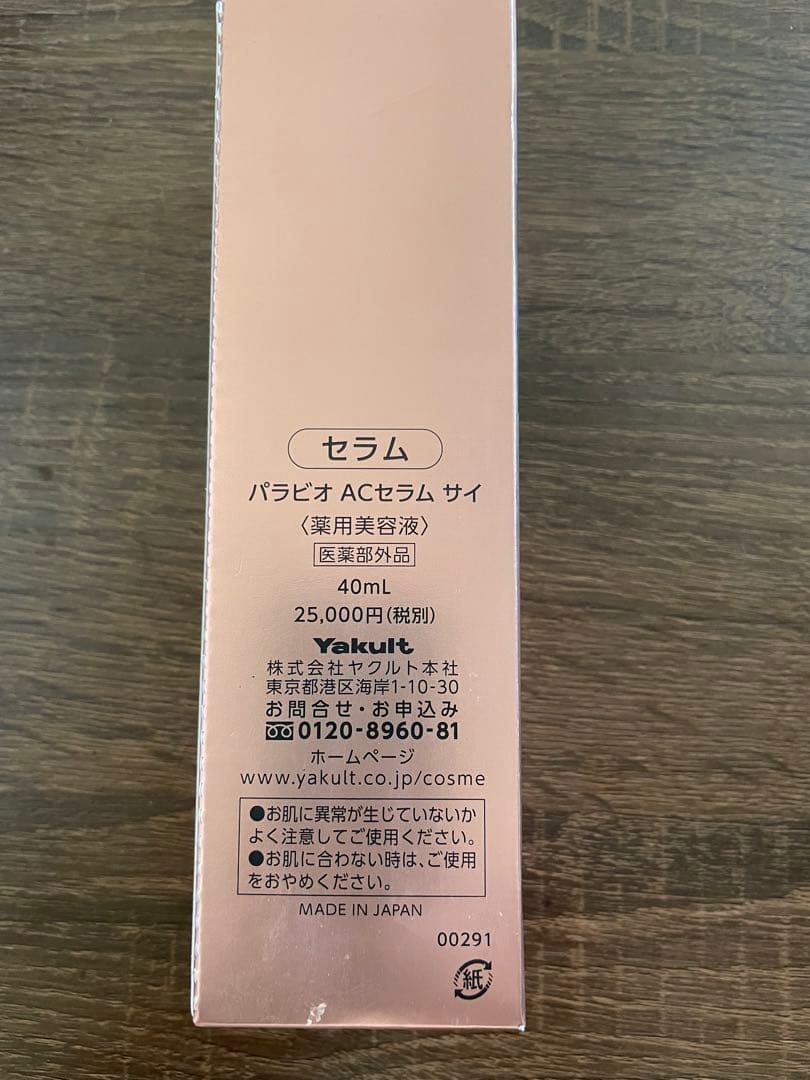 セラム
パラビオ ACセラム サイ
〈薬用美容液〉
医薬部外品
40mL
25,000円(税別)
Yakult
株式会社ヤクルト本社
東京都港区海岸1-10-30
お問合せ・お申込み
0120-8960-81
ホームページ
www.yakult.co.jp/cosme
●お肌に異常が生じていないか
よく注意してご使用ください。
●お肌に合わない時は、ご使用
をおやめください。
MADE IN JAPAN
00291
紙